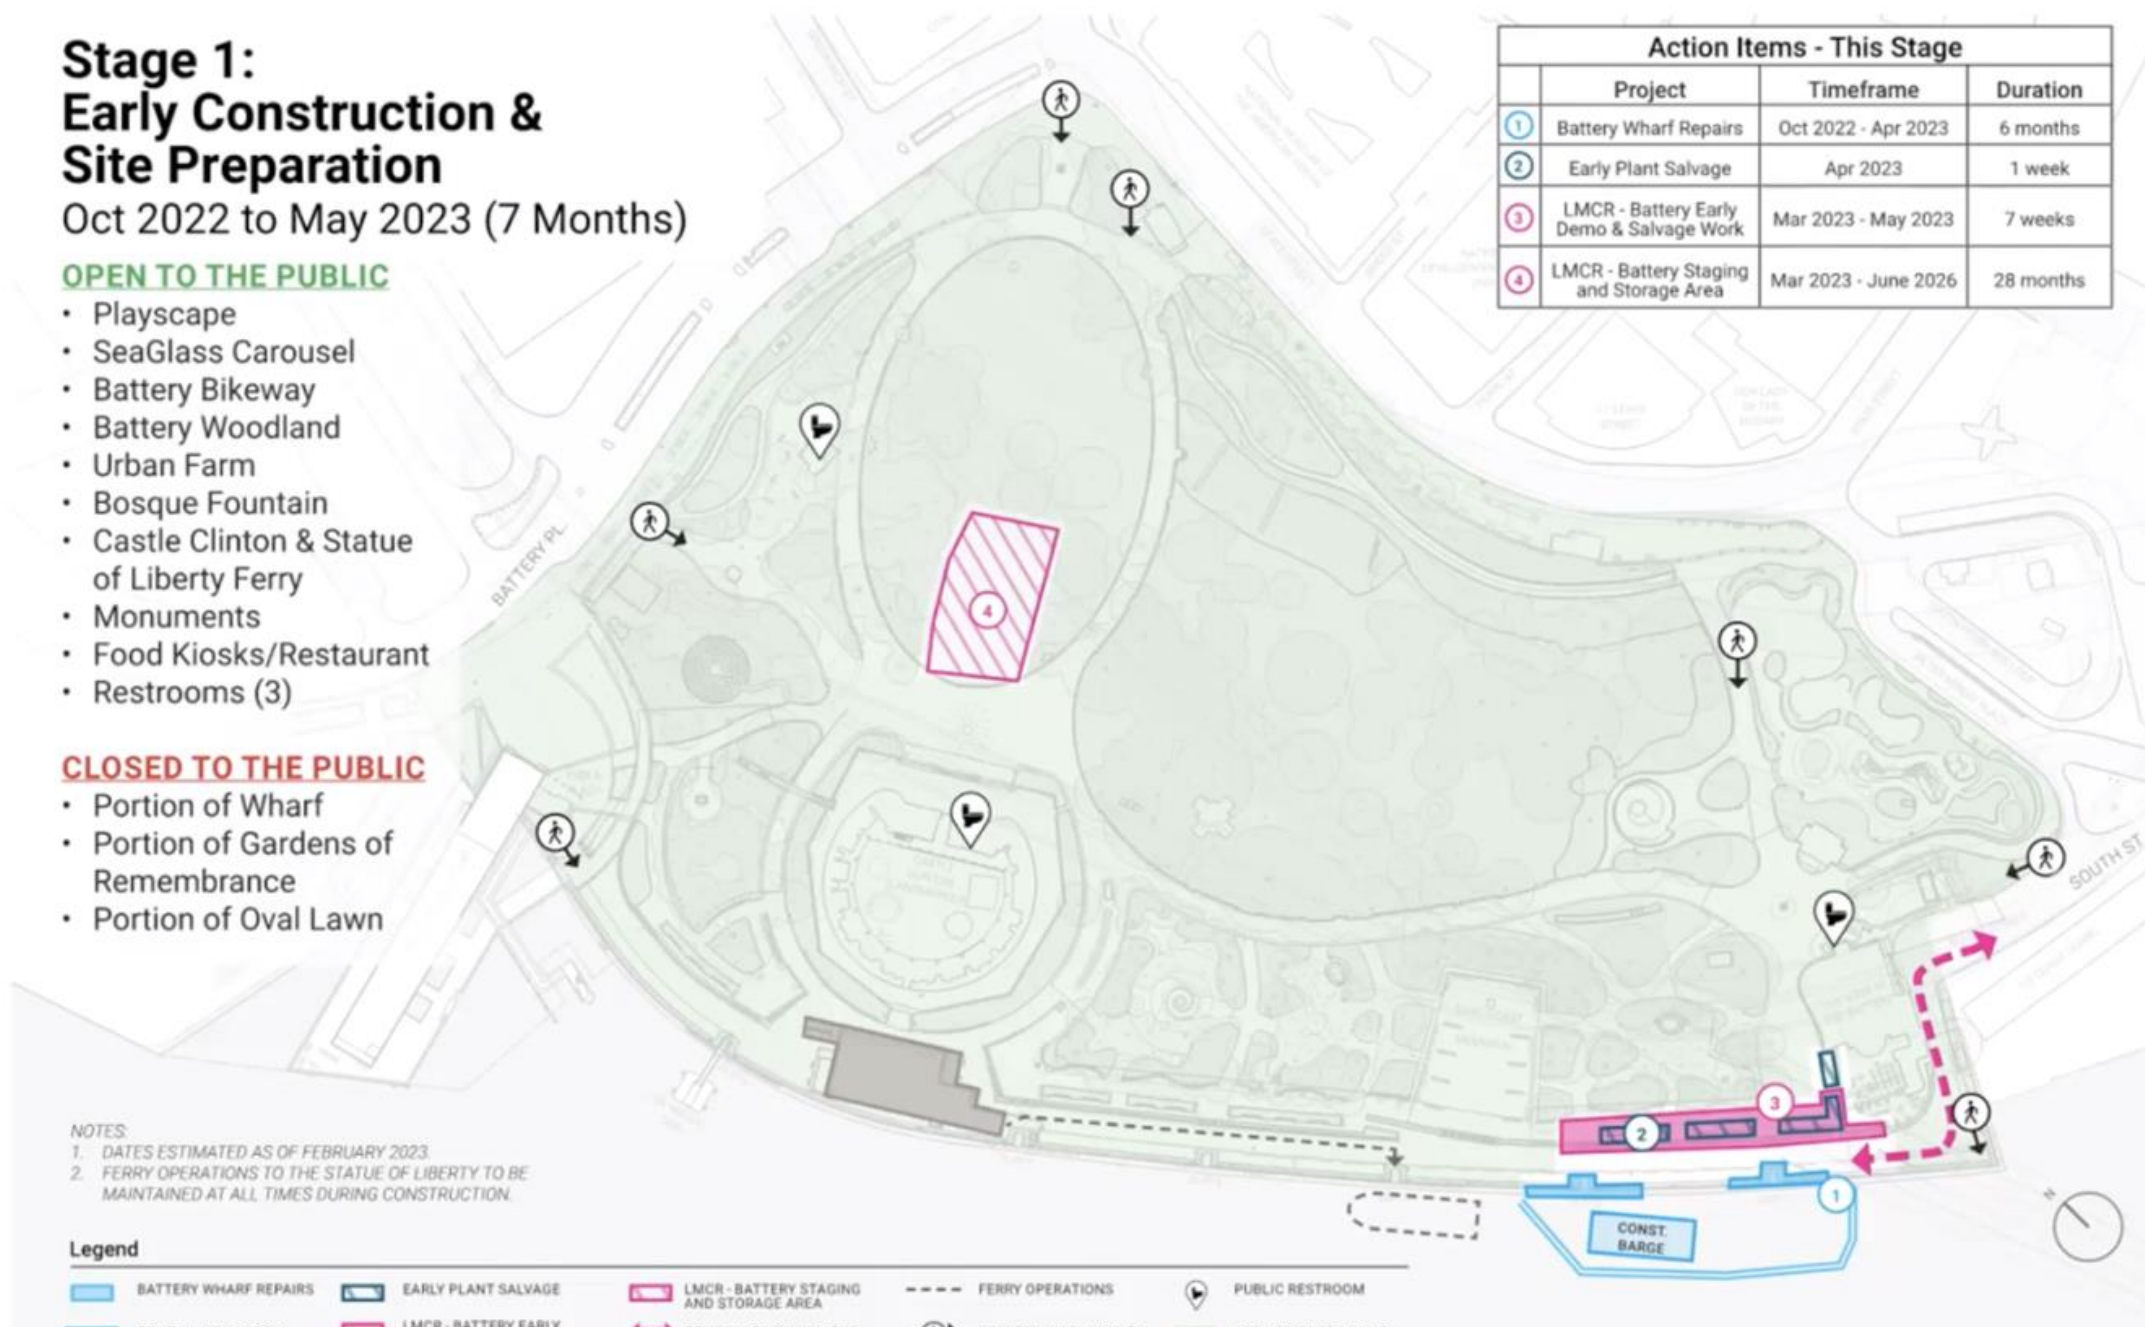 Stage 1:
Early Construction &
Site Preparation
Oct 2022 to May 2023 (7 Months)
OPEN TO THE PUBLIC
• Playscape
• SeaGlass Carousel
• Battery Bikeway
• Battery Woodland
• Urban Farm
• Bosque Fountain
• Castle Clinton & Statue
of Liberty Ferry
• Monuments
• Food Kiosks/Restaurant
• Restrooms (3)
CLOSED TO THE PUBLIC
• Portion of Wharf
• Portion of Gardens of
Remembrance
• Portion of Oval Lawn
Action Items - This Stage
Project Timeframe Duration
1 Battery Wharf Repairs Oct 2022 - Apr 2023 6 months
2 Early Plant Salvage Apr 2023 1 week
3 LMCR - Battery Early
Demo & Salvage Work Mar 2023 - May 2023 7 weeks
4 LMCR - Battery Staging
and Storage Area Mar 2023 - June 2026 28 months
BATTERY PL
4
SOUTH ST
3
2
1
CONST.
BARGE
N
NOTES:
1. DATES ESTIMATED AS OF FEBRUARY 2023.
2. FERRY OPERATIONS TO THE STATUE OF LIBERTY TO BE
MAINTAINED AT ALL TIMES DURING CONSTRUCTION.
Legend
BATTERY WHARF REPAIRS
EARLY PLANT SALVAGE
LMCR - BATTERY STAGING
AND STORAGE AREA
FERRY OPERATIONS
PUBLIC RESTROOM
LMCR - BATTERY EARLY